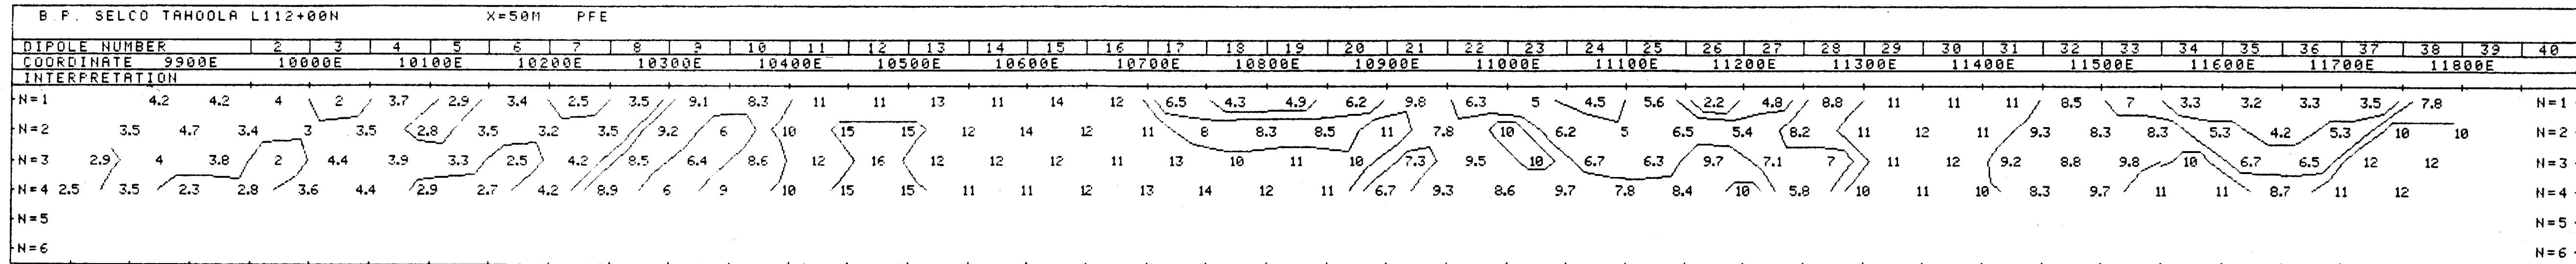 B.P. SELCO TAHOOLA L112+00N X=50M PFE
DIPOLE NUMBER 2 3 4 5 6 7 8 9 10 11 12 13 14 15 16 17 18 19 20 21 22 23 24 25 26 27 28 29 30 31 32 33 34 35 36 37 38 39 40
COORDINATE 9900E 10000E 10100E 10200E 10300E 10400E 10500E 10600E 10700E 10800E 10900E 11000E 11100E 11200E 11300E 11400E 11500E 11600E 11700E 11800E
INTERPRETATION
N=1 4.2 4.2 4 2 3.7 2.9 3.4 2.5 3.5 9.1 8.3 11 11 13 11 14 12 6.5 4.3 4.9 6.2 9.8 6.3 5 4.5 5.6 2.2 4.8 8.8 11 11 11 8.5 7 3.3 3.2 3.3 3.5 7.8 N=1
N=2 3.5 4.7 3.4 3 3.5 2.8 3.5 3.2 3.5 9.2 6 10 15 15 12 14 12 11 8 8.3 8.5 11 7.8 10 6.2 5 6.5 5.4 8.2 11 12 11 9.3 8.3 8.3 5.3 4.2 5.3 10 10 N=2
N=3 2.9 4 3.8 2 4.4 3.9 3.3 2.5 4.2 8.5 6.4 8.6 12 16 12 12 12 11 13 10 11 10 7.3 9.5 10 6.7 6.3 9.7 7.1 7 11 12 9.2 8.8 9.8 10 6.7 6.5 12 12 N=3
N=4 2.5 3.5 2.3 2.8 3.6 4.4 2.9 2.7 4.2 8.9 6 9 10 15 15 11 11 12 13 14 12 11 6.7 9.3 8.6 9.7 7.8 8.4 10 5.8 10 11 10 8.3 9.7 11 11 8.7 11 12 N=4
N=5 N=5
N=6 N=6